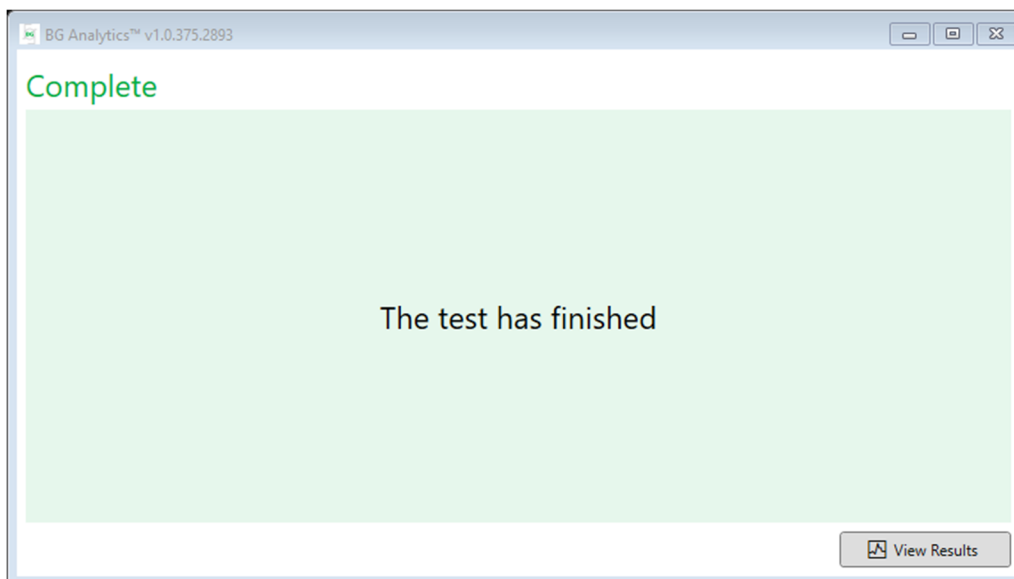 BG Analytics™ v1.0.375.2893
Complete
The test has finished
View Results